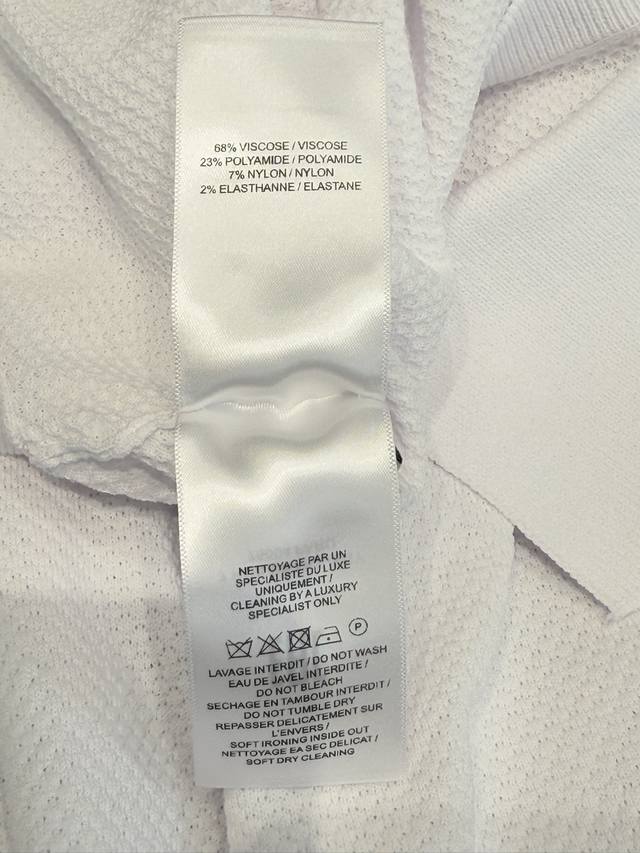 68% VISCOSE / VISCOSE
23% POLYAMIDE / POLYAMIDE
7% NYLON / NYLON
2% ELASTHANNE / ELASTANE
NETTOYAGE PAR UN
SPECIALISTE DU LUXE
UNIQUEMENT /
CLEANING BY A LUXURY
SPECIALIST ONLY
P
LAVAGE INTERDIT / DO NOT WASH
EAU DE JAVEL INTERDITE /
DO NOT BLEACH
SECHAGE EN TAMBOUR INTERDIT /
DO NOT TUMBLE DRY
REPASSER DELICATEMENT SUR
L'ENVERS /
SOFT IRONING INSIDE OUT
NETTOYAGE EA SEC DELICAT /
SOFT DRY CLEANING